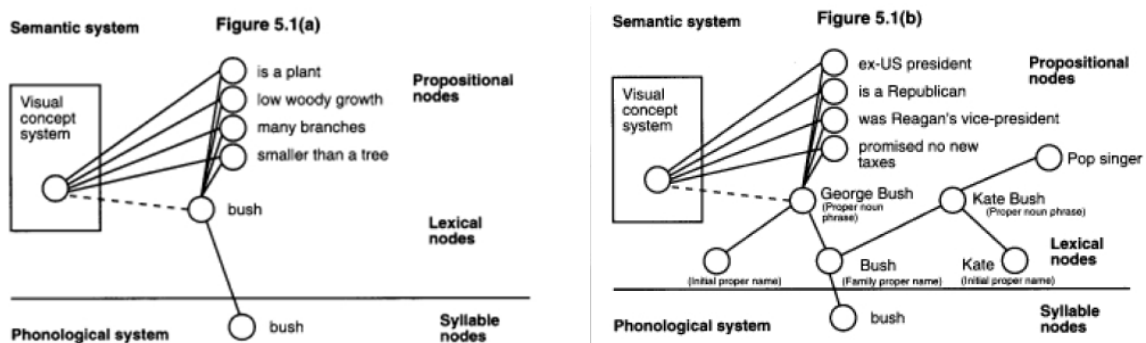 Figure 5.1(a)
Semantic system
is a plant
Propositional
nodes
low woody growth
many branches
smaller than a tree
Visual
concept
system
bush
Lexical
nodes
Phonological system
bush
Syllable
nodes
Figure 5.1(b)
Semantic system
ex-US president
Propositional
nodes
is a Republican
was Reagan's vice-president
promised no new
taxes
Visual
concept
system
Pop singer
George Bush
(Proper noun
phrase)
Kate Bush
(Proper noun phrase)
Lexical
nodes
(Initial proper name)
Bush
(Family proper name)
Kate
(Initial proper name)
Phonological system
bush
Syllable
nodes